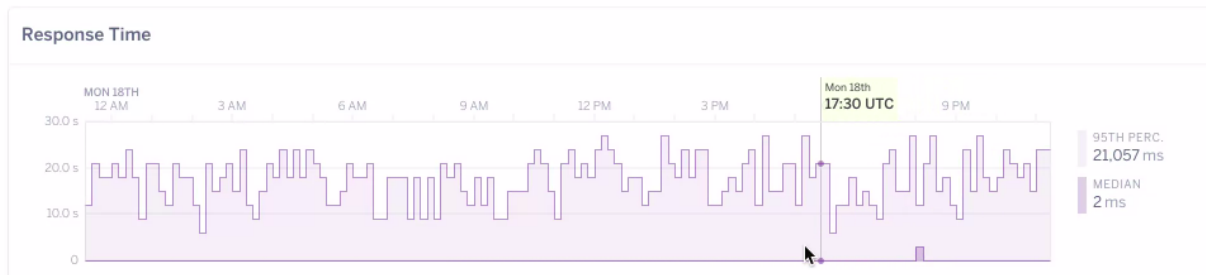 Response Time
MON 18TH
12 AM 3 AM 6 AM 9 AM 12 PM 3 PM 9 PM
Mon 18th
17:30 UTC
30.0 s
20.0 s
10.0 s
0
95TH PERC.
21,057 ms
MEDIAN
2 ms